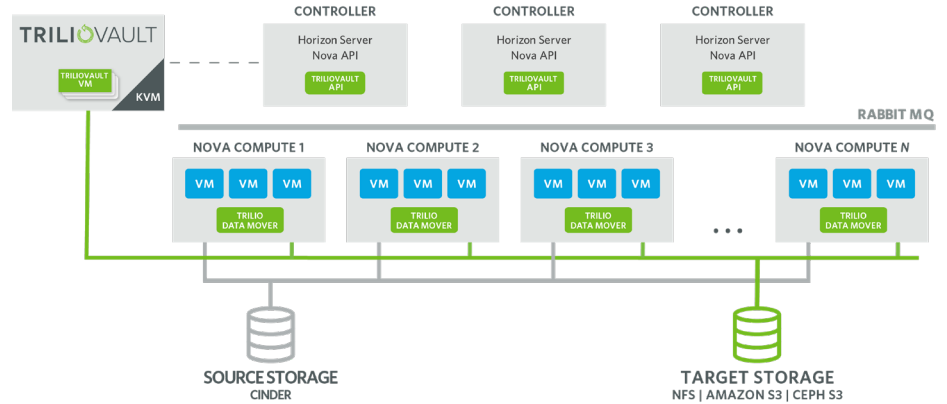 TRILIOVAULT
TRILIOVAULT
VM
KVM
CONTROLLER
Horizon Server
Nova API
TRILIOVAULT
API
CONTROLLER
Horizon Server
Nova API
TRILIOVAULT
API
CONTROLLER
Horizon Server
Nova API
TRILIOVAULT
API
RABBIT MQ
NOVA COMPUTE 1
VM VM VM
TRILIO
DATA MOVER
NOVA COMPUTE 2
VM VM VM
TRILIO
DATA MOVER
NOVA COMPUTE 3
VM VM VM
TRILIO
DATA MOVER
...
NOVA COMPUTE N
VM VM VM
TRILIO
DATA MOVER
SOURCE STORAGE
CINDER
TARGET STORAGE
NFS | AMAZON S3 | CEPH S3